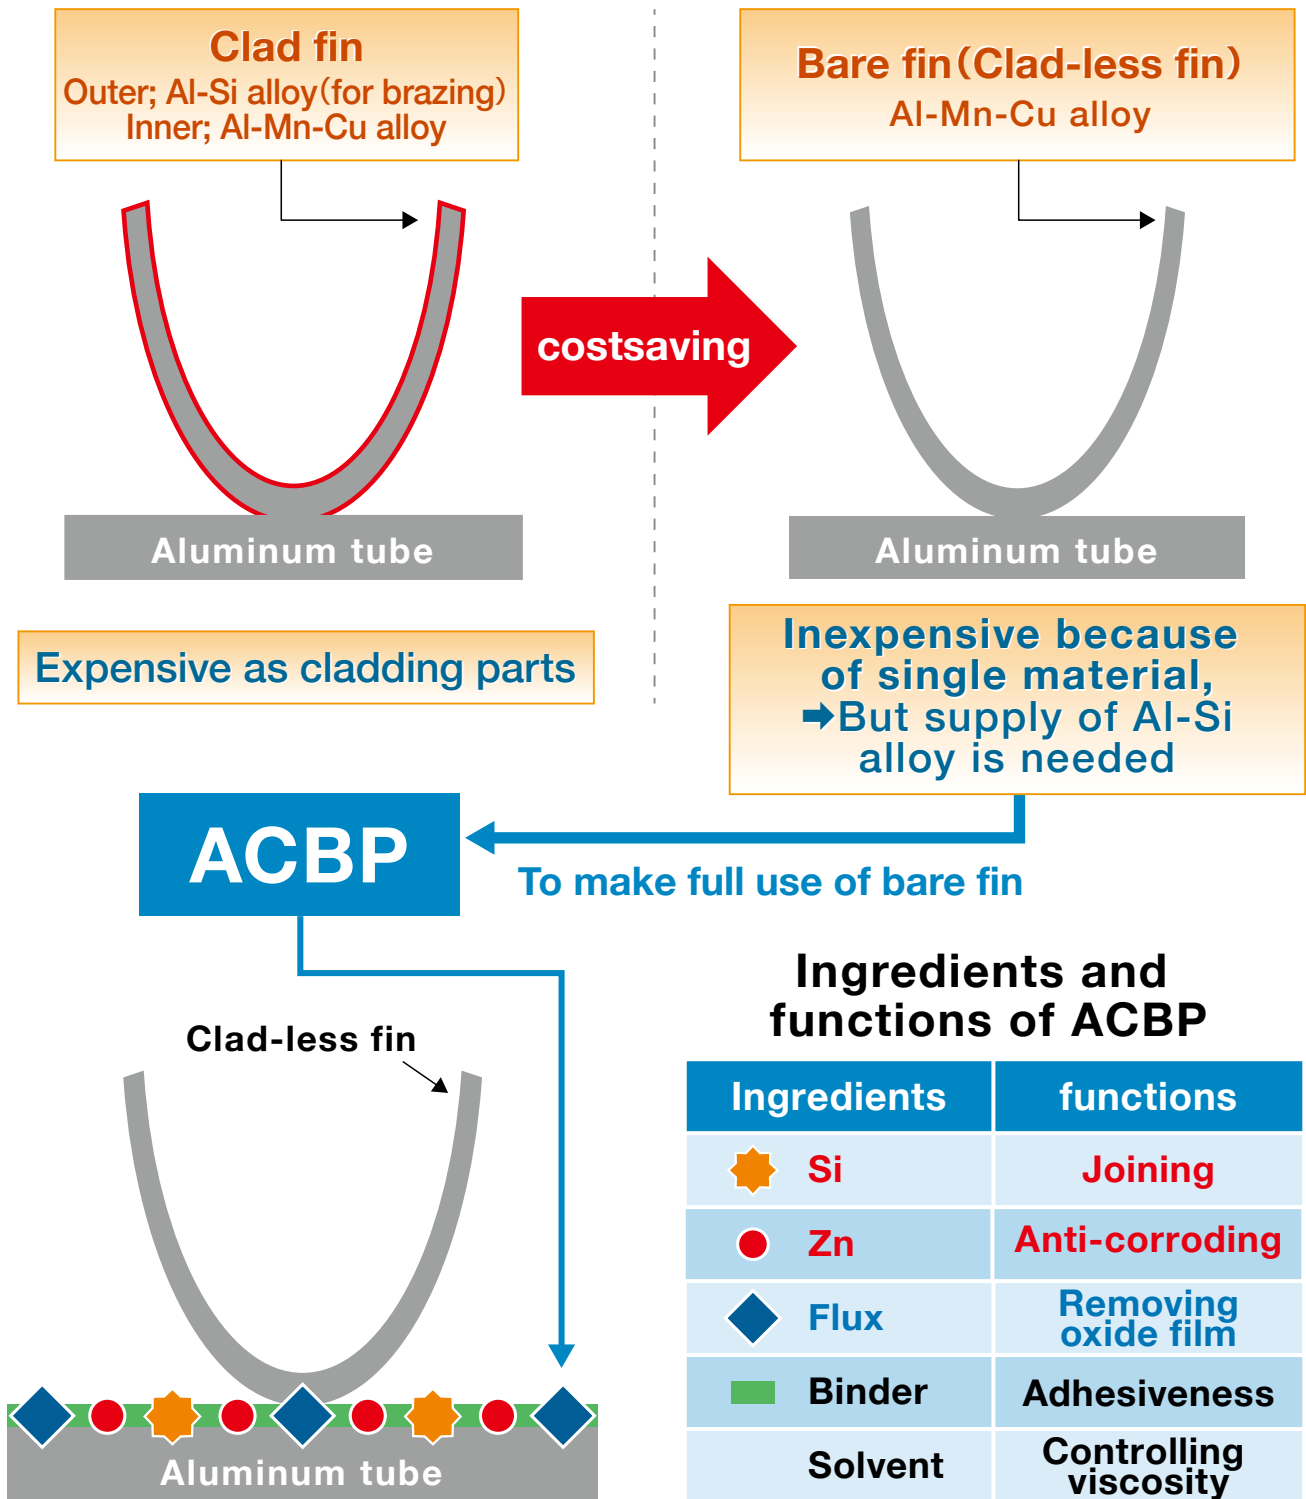 Clad fin
Outer; Al-Si alloy(for brazing)
Inner; Al-Mn-Cu alloy
Bare fin(Clad-less fin)
Al-Mn-Cu alloy
costsaving
Aluminum tube
Aluminum tube
Expensive as cladding parts
Inexpensive because
of single material,
➡But supply of Al-Si
alloy is needed
ACBP
To make full use of bare fin
Clad-less fin
Aluminum tube
Ingredients and
functions of ACBP
Ingredients functions
Si Joining
Zn Anti-corroding
Flux Removing
oxide film
Binder Adhesiveness
Solvent Controlling
viscosity